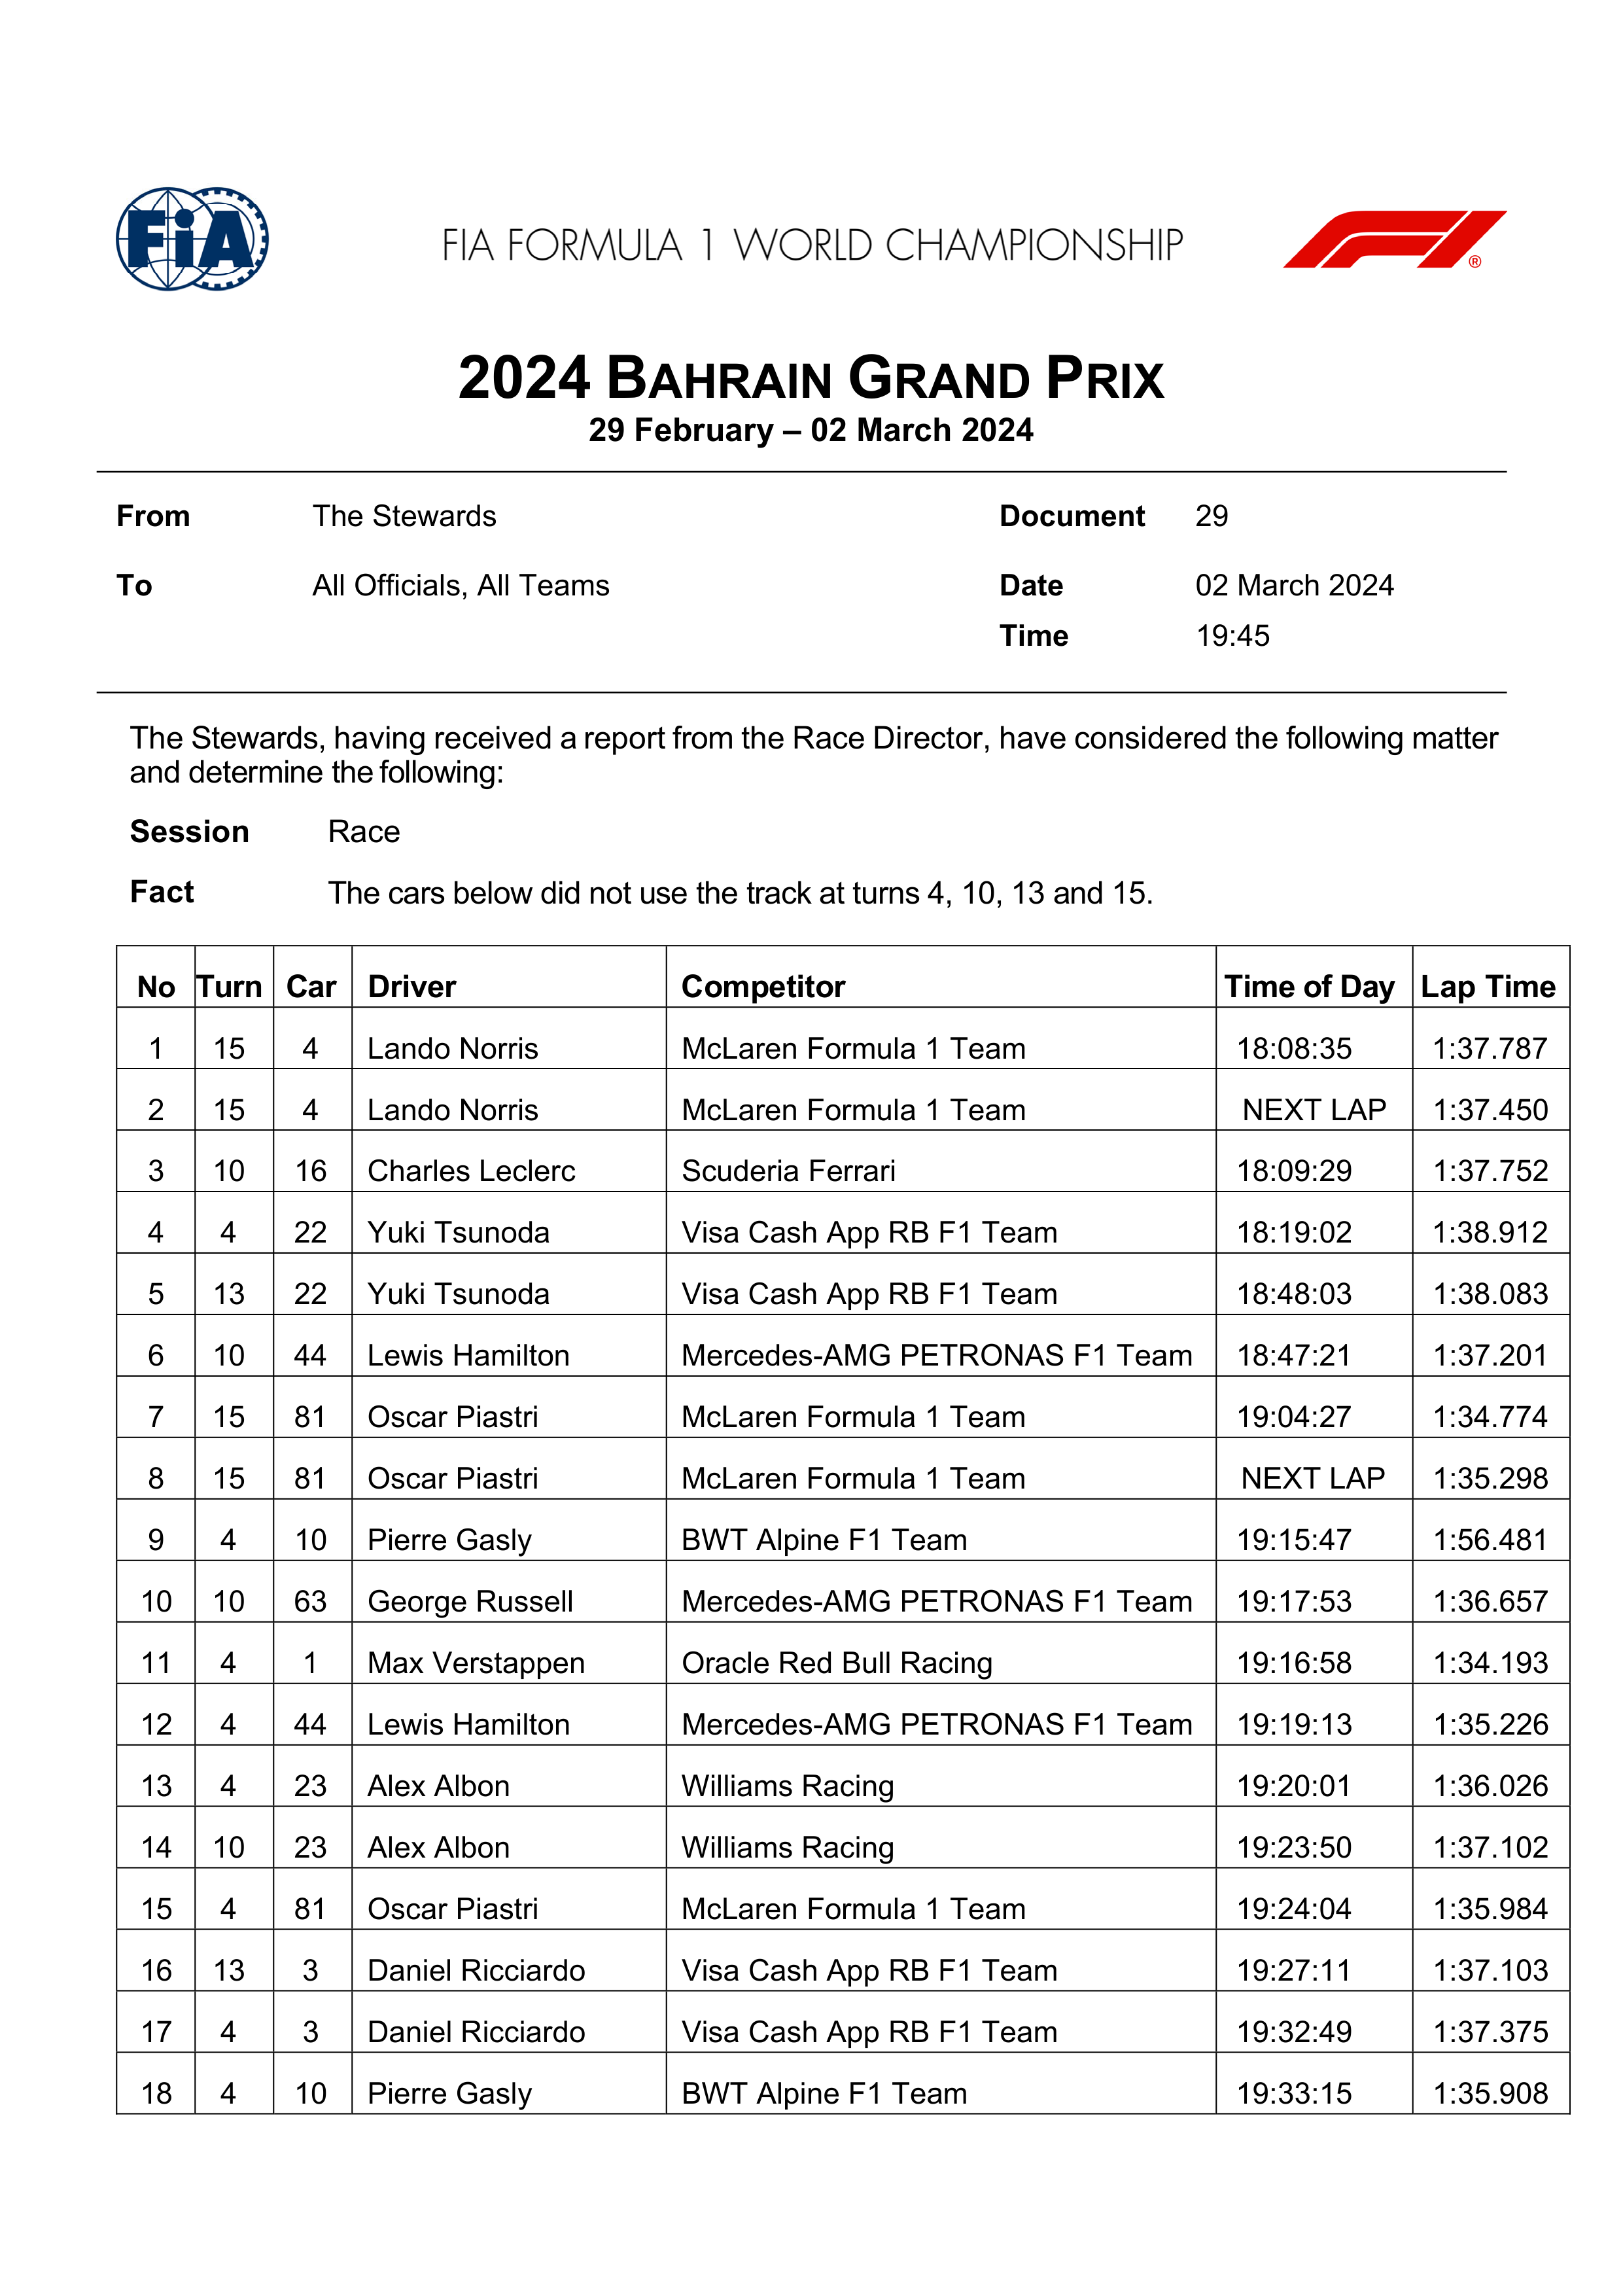 FiA
FIA FORMULA 1 WORLD CHAMPIONSHIP
F1®
2024 BAHRAIN GRAND PRIX
29 February – 02 March 2024
From The Stewards Document 29
To All Officials, All Teams Date 02 March 2024
Time 19:45
The Stewards, having received a report from the Race Director, have considered the following matter
and determine the following:
Session Race
Fact The cars below did not use the track at turns 4, 10, 13 and 15.
No Turn Car Driver Competitor Time of Day Lap Time
1 15 4 Lando Norris McLaren Formula 1 Team 18:08:35 1:37.787
2 15 4 Lando Norris McLaren Formula 1 Team NEXT LAP 1:37.450
3 10 16 Charles Leclerc Scuderia Ferrari 18:09:29 1:37.752
4 4 22 Yuki Tsunoda Visa Cash App RB F1 Team 18:19:02 1:38.912
5 13 22 Yuki Tsunoda Visa Cash App RB F1 Team 18:48:03 1:38.083
6 10 44 Lewis Hamilton Mercedes-AMG PETRONAS F1 Team 18:47:21 1:37.201
7 15 81 Oscar Piastri McLaren Formula 1 Team 19:04:27 1:34.774
8 15 81 Oscar Piastri McLaren Formula 1 Team NEXT LAP 1:35.298
9 4 10 Pierre Gasly BWT Alpine F1 Team 19:15:47 1:56.481
10 10 63 George Russell Mercedes-AMG PETRONAS F1 Team 19:17:53 1:36.657
11 4 1 Max Verstappen Oracle Red Bull Racing 19:16:58 1:34.193
12 4 44 Lewis Hamilton Mercedes-AMG PETRONAS F1 Team 19:19:13 1:35.226
13 4 23 Alex Albon Williams Racing 19:20:01 1:36.026
14 10 23 Alex Albon Williams Racing 19:23:50 1:37.102
15 4 81 Oscar Piastri McLaren Formula 1 Team 19:24:04 1:35.984
16 13 3 Daniel Ricciardo Visa Cash App RB F1 Team 19:27:11 1:37.103
17 4 3 Daniel Ricciardo Visa Cash App RB F1 Team 19:32:49 1:37.375
18 4 10 Pierre Gasly BWT Alpine F1 Team 19:33:15 1:35.908